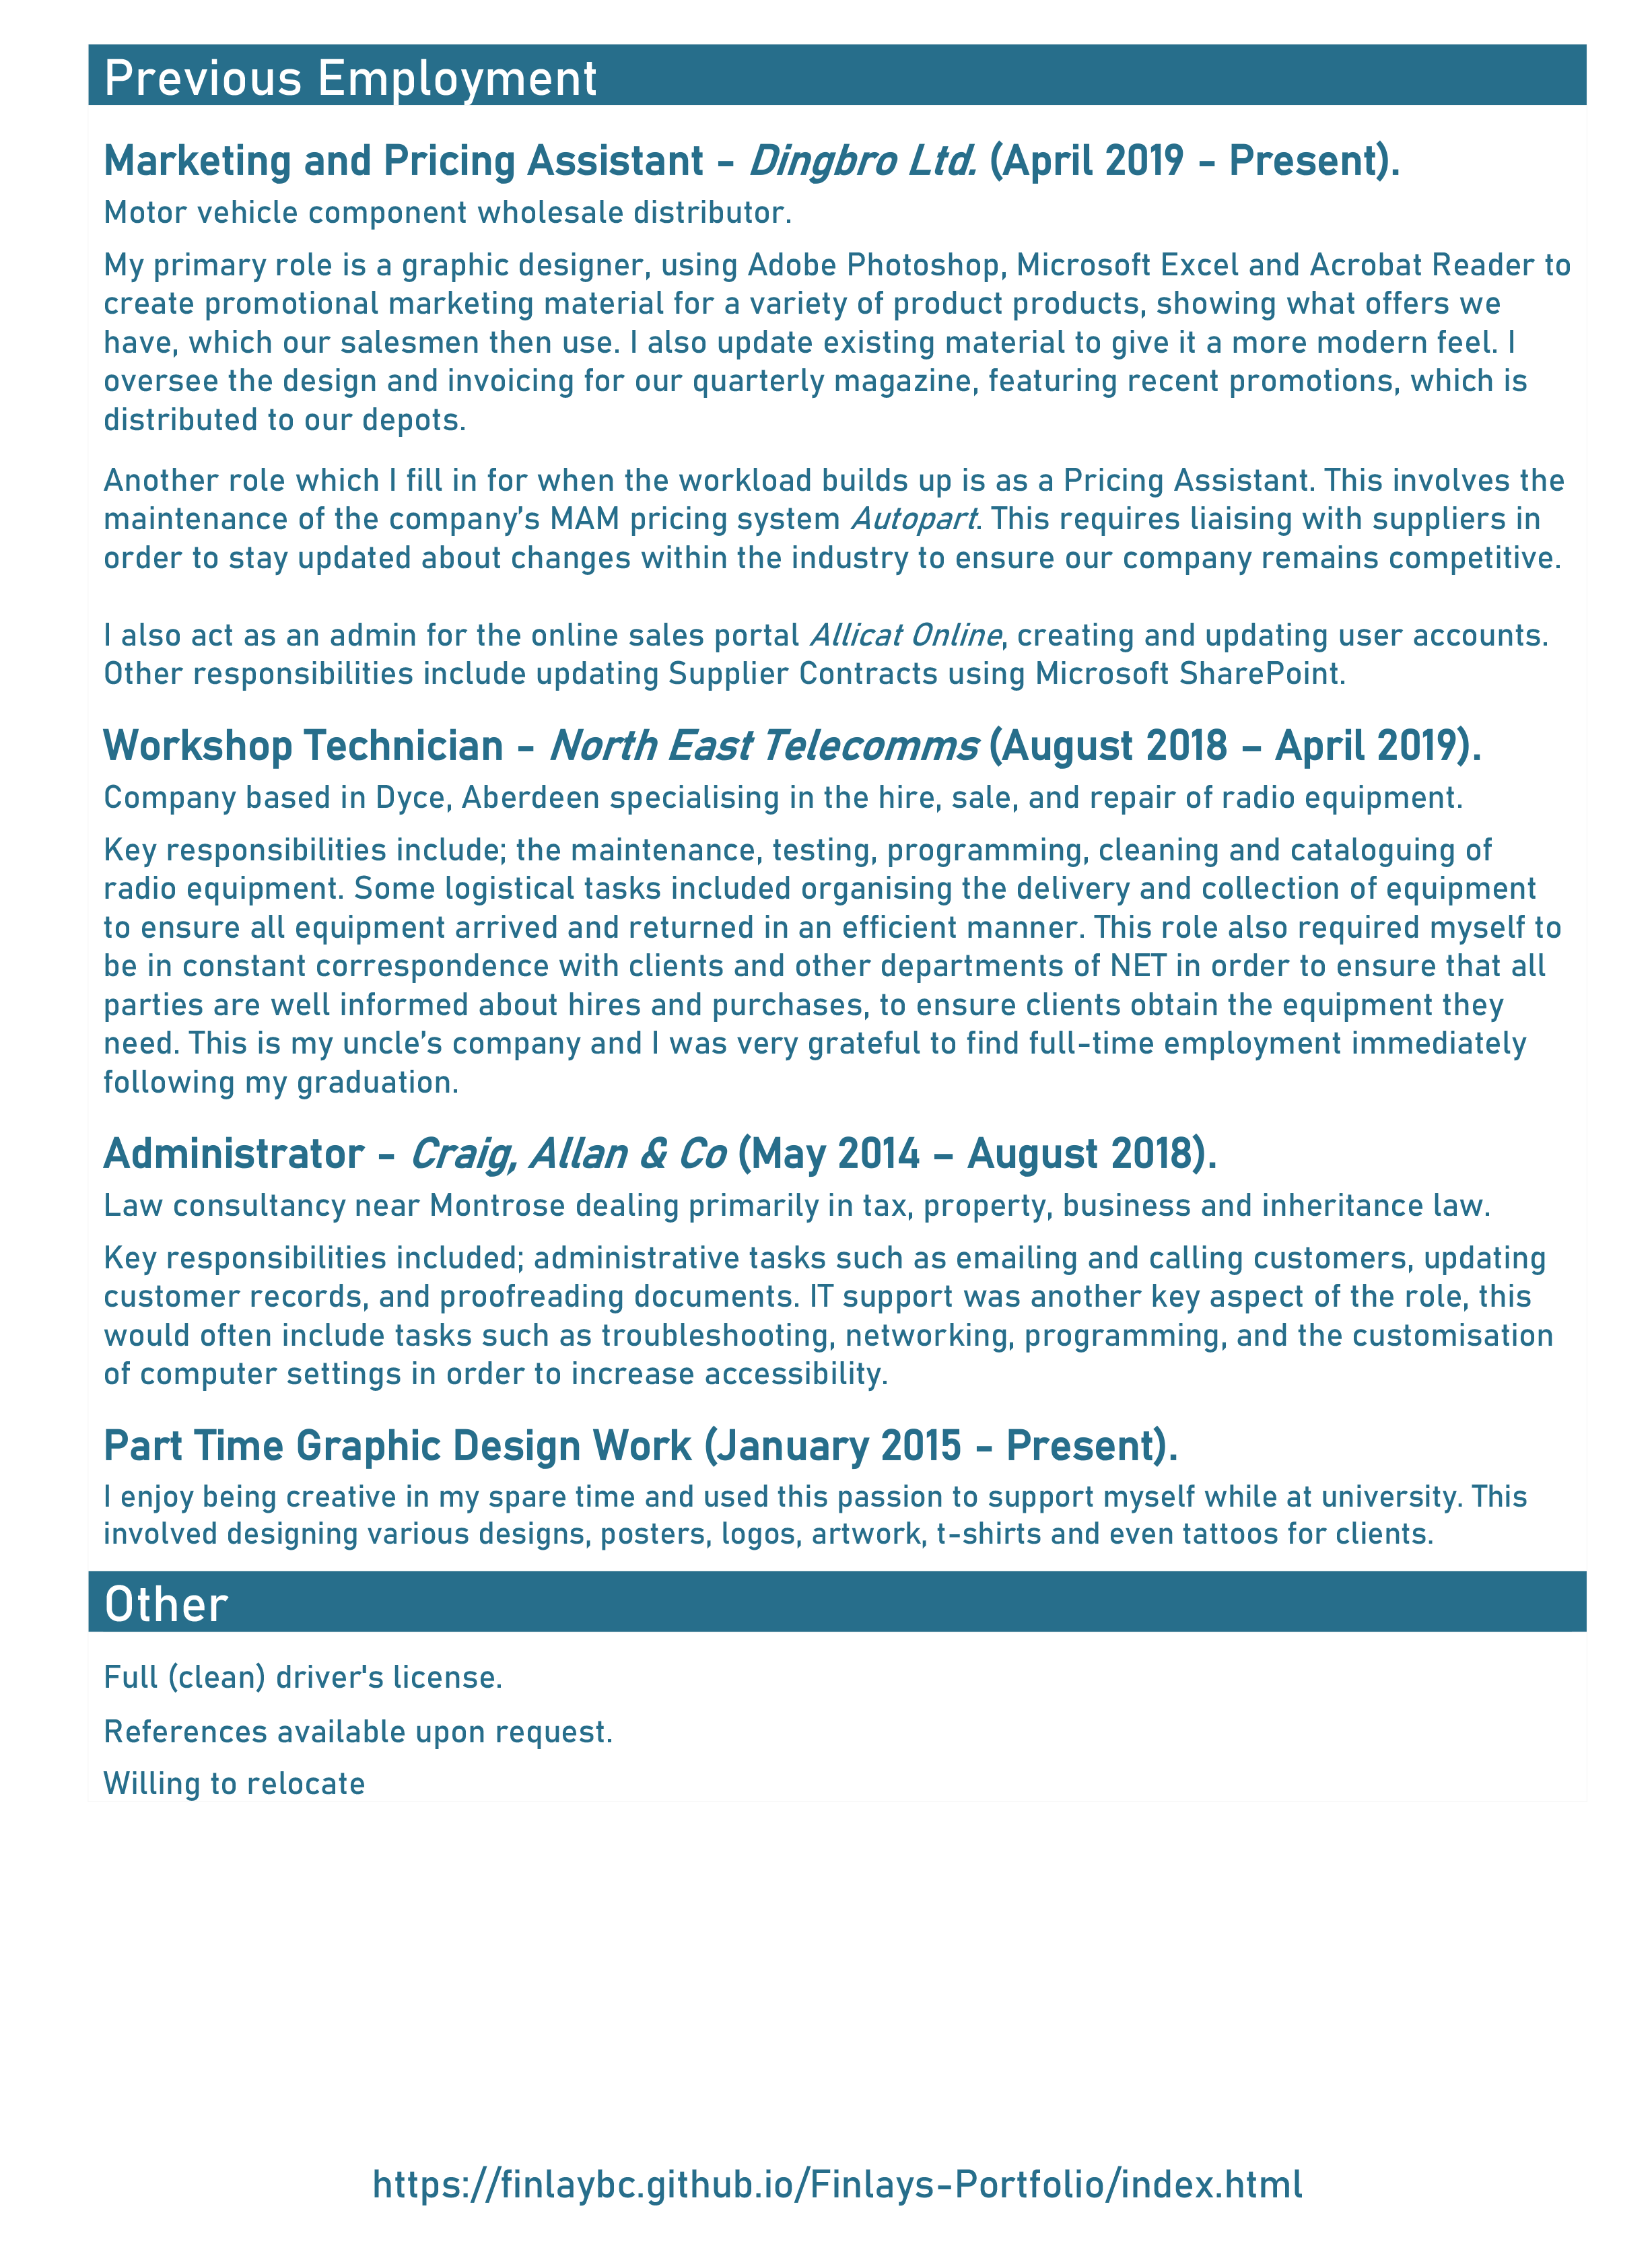 Previous Employment
Marketing and Pricing Assistant - Dingbro Ltd. (April 2019 - Present).
Motor vehicle component wholesale distributor.
My primary role is a graphic designer, using Adobe Photoshop, Microsoft Excel and Acrobat Reader to
create promotional marketing material for a variety of product products, showing what offers we
have, which our salesmen then use. I also update existing material to give it a more modern feel. I
oversee the design and invoicing for our quarterly magazine, featuring recent promotions, which is
distributed to our depots.
Another role which I fill in for when the workload builds up is as a Pricing Assistant. This involves the
maintenance of the company’s MAM pricing system Autopart. This requires liaising with suppliers in
order to stay updated about changes within the industry to ensure our company remains competitive.
I also act as an admin for the online sales portal Allicat Online, creating and updating user accounts.
Other responsibilities include updating Supplier Contracts using Microsoft SharePoint.
Workshop Technician - North East Telecomms (August 2018 – April 2019).
Company based in Dyce, Aberdeen specialising in the hire, sale, and repair of radio equipment.
Key responsibilities include; the maintenance, testing, programming, cleaning and cataloguing of
radio equipment. Some logistical tasks included organising the delivery and collection of equipment
to ensure all equipment arrived and returned in an efficient manner. This role also required myself to
be in constant correspondence with clients and other departments of NET in order to ensure that all
parties are well informed about hires and purchases, to ensure clients obtain the equipment they
need. This is my uncle’s company and I was very grateful to find full-time employment immediately
following my graduation.
Administrator - Craig, Allan & Co (May 2014 – August 2018).
Law consultancy near Montrose dealing primarily in tax, property, business and inheritance law.
Key responsibilities included; administrative tasks such as emailing and calling customers, updating
customer records, and proofreading documents. IT support was another key aspect of the role, this
would often include tasks such as troubleshooting, networking, programming, and the customisation
of computer settings in order to increase accessibility.
Part Time Graphic Design Work (January 2015 - Present).
I enjoy being creative in my spare time and used this passion to support myself while at university. This
involved designing various designs, posters, logos, artwork, t-shirts and even tattoos for clients.
Other
Full (clean) driver's license.
References available upon request.
Willing to relocate
https://finlaybc.github.io/Finlays-Portfolio/index.html